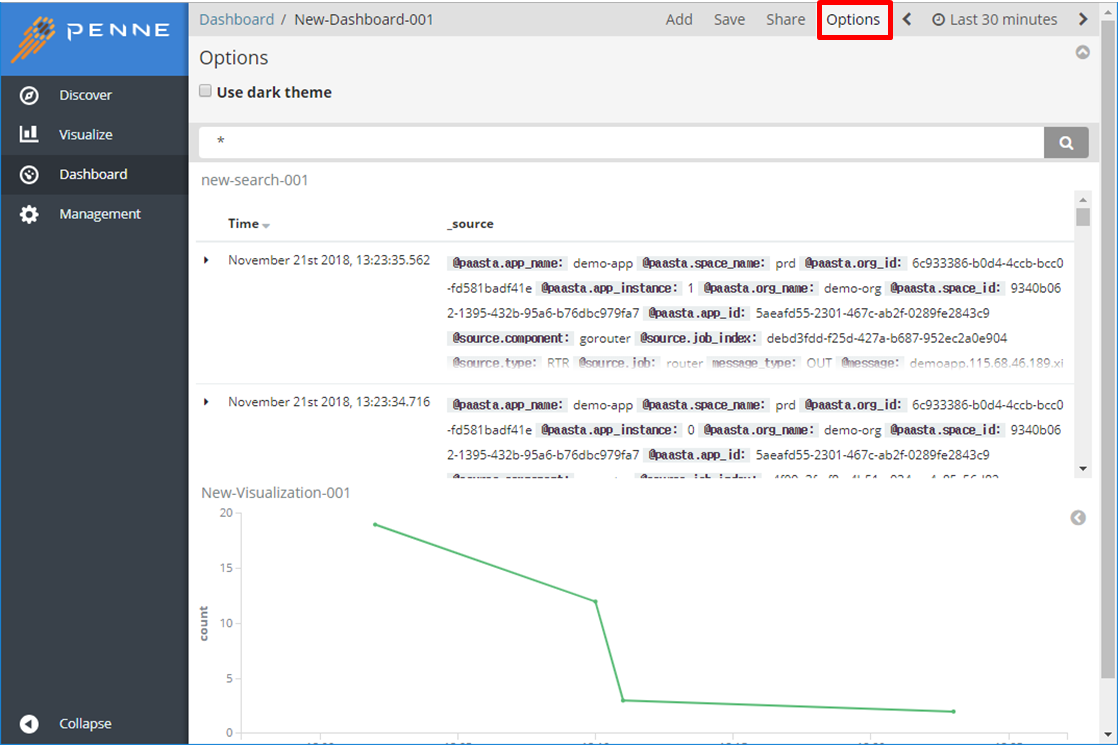 PENNE
Dashboard / New-Dashboard-001 Add Save Share Options Last 30 minutes
Options
Use dark theme
Discover
Visualize
Dashboard
Management
Collapse
*
new-search-001
Time _source
November 21st 2018, 13:23:35.562 @paasta.app_name: demo-app @paasta.space_name: prd @paasta.org_id: 6c933386-b0d4-4ccb-bcc0
-fd581badf41e @paasta.app_instance: 1 @paasta.org_name: demo-org @paasta.space_id: 9340b06
2-1395-432b-95a6-b76dbc979fa7 @paasta.app_id: 5aeafd55-2301-467c-ab2f-0289fe2843c9
@source.component: gorouter @source.job_index: debd3fdd-f25d-427a-b687-952ec2a0e904
@source.type: RTR @source.job: router message_type: OUT @message: demoapp.115.68.46.189.xi
November 21st 2018, 13:23:34.716 @paasta.app_name: demo-app @paasta.space_name: prd @paasta.org_id: 6c933386-b0d4-4ccb-bcc0
-fd581badf41e @paasta.app_instance: 0 @paasta.org_name: demo-org @paasta.space_id: 9340b06
2-1395-432b-95a6-b76dbc979fa7 @paasta.app_id: 5aeafd55-2301-467c-ab2f-0289fe2843c9
New-Visualization-001
20
15
10
5
0
count